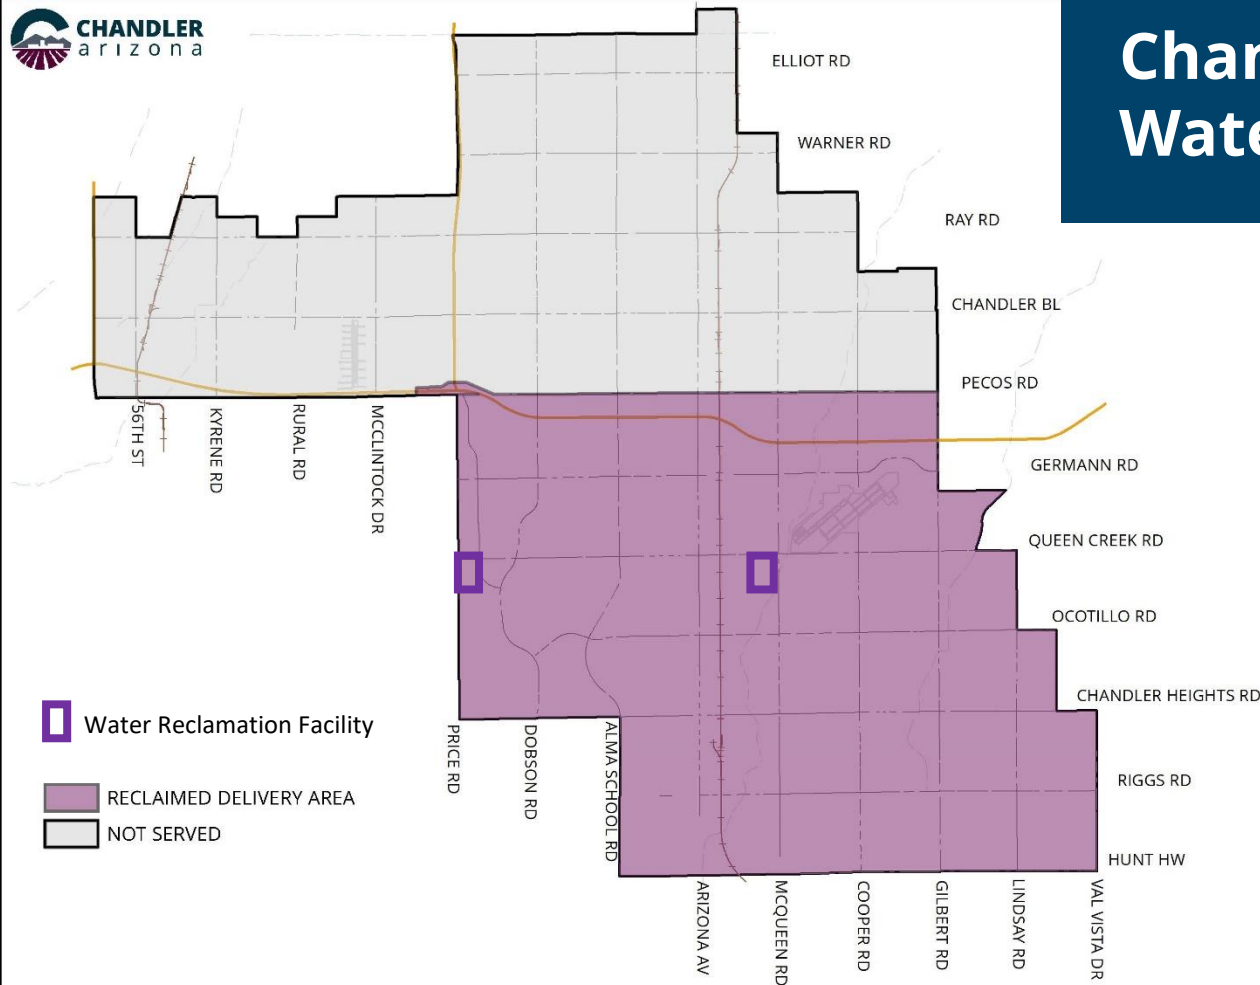 CHANDLER
arizona
Chan
Wate
ELLIOT RD
WARNER RD
RAY RD
CHANDLER BL
PECOS RD
GERMANN RD
QUEEN CREEK RD
OCOTILLO RD
CHANDLER HEIGHTS RD
RIGGS RD
HUNT HW
56TH ST
KYRENE RD
RURAL RD
MCCLINTOCK DR
PRICE RD
DOBSON RD
ALMA SCHOOL RD
ARIZONA AV
MCQUEEN RD
COOPER RD
GILBERT RD
LINDSAY RD
VAL VISTA DR
Water Reclamation Facility
RECLAIMED DELIVERY AREA
NOT SERVED